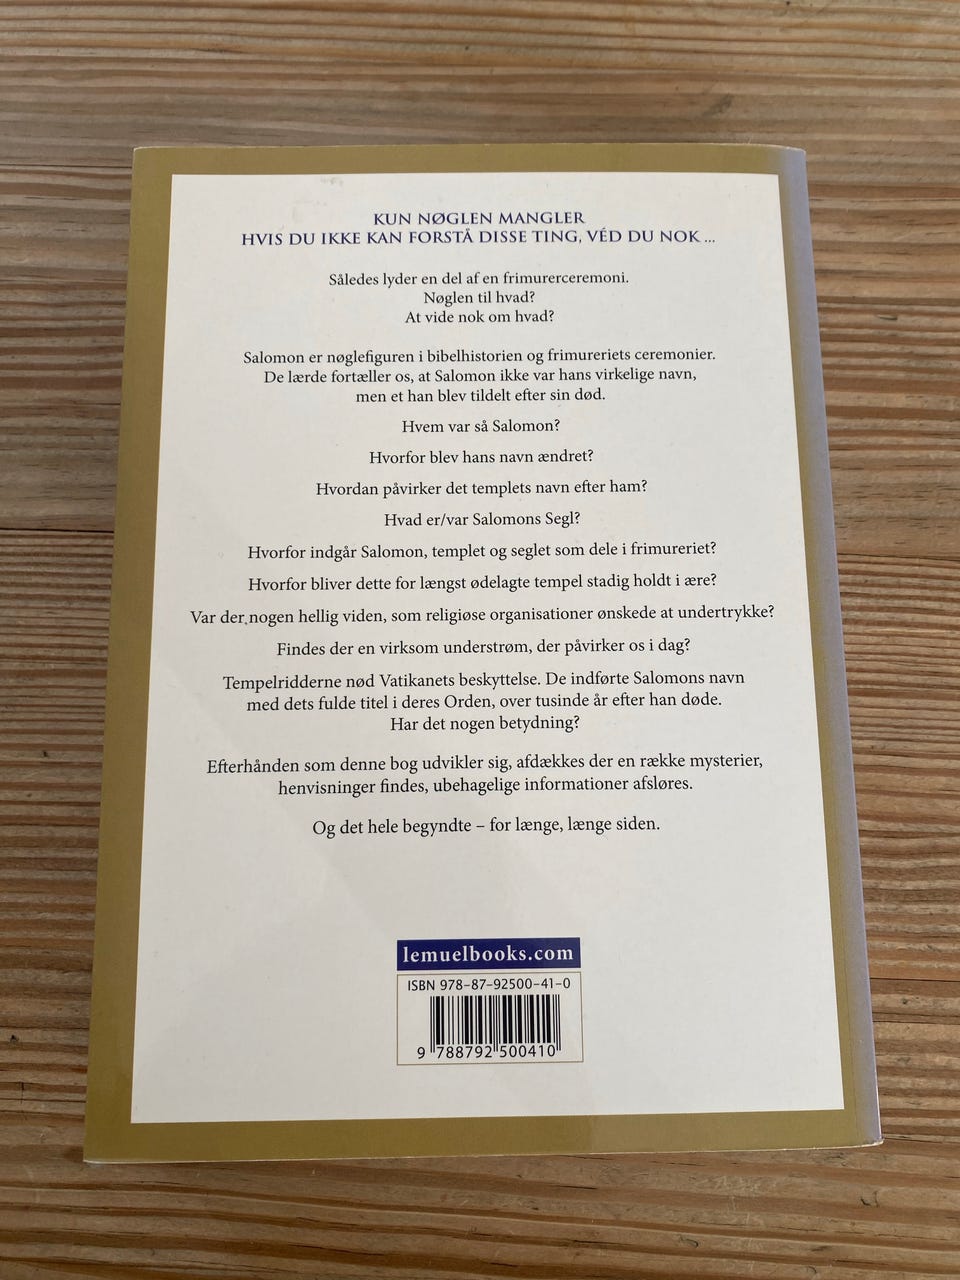 KUN NØGLEN MANGLER
HVIS DU IKKE KAN FORSTÅ DISSE TING, VÉD DU NOK ...
Således lyder en del af en frimurerceremoni.
Nøglen til hvad?
At vide nok om hvad?
Salomon er nøglefiguren i bibelhistorien og frimureriets ceremonier.
De lærde fortæller os, at Salomon ikke var hans virkelige navn,
men et han blev tildelt efter sin død.
Hvem var så Salomon?
Hvorfor blev hans navn ændret?
Hvordan påvirker det templets navn efter ham?
Hvad er/var Salomons Segl?
Hvorfor indgår Salomon, templet og seglet som dele i frimureriet?
Hvorfor bliver dette for længst ødelagte tempel stadig holdt i ære?
Var der nogen hellig viden, som religiøse organisationer ønskede at undertrykke?
Findes der en virksom understrøm, der påvirker os i dag?
Tempelridderne nød Vatikanets beskyttelse. De indførte Salomons navn
med dets fulde titel i deres Orden, over tusinde år efter han døde.
Har det nogen betydning?
Efterhånden som denne bog udvikler sig, afdækkes der en række mysterier,
henvisninger findes, ubehagelige informationer afsløres.
Og det hele begyndte – for længe, længe siden.
lemuelbooks.com
ISBN 978-87-92500-41-0
9 788792 500410